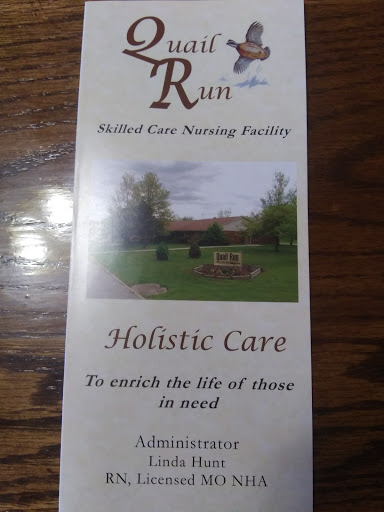 Quail
Run
Skilled Care Nursing Facility
Quail Run
Holistic Care
To enrich the life of those
in need
Administrator
Linda Hunt
RN, Licensed MO NHA